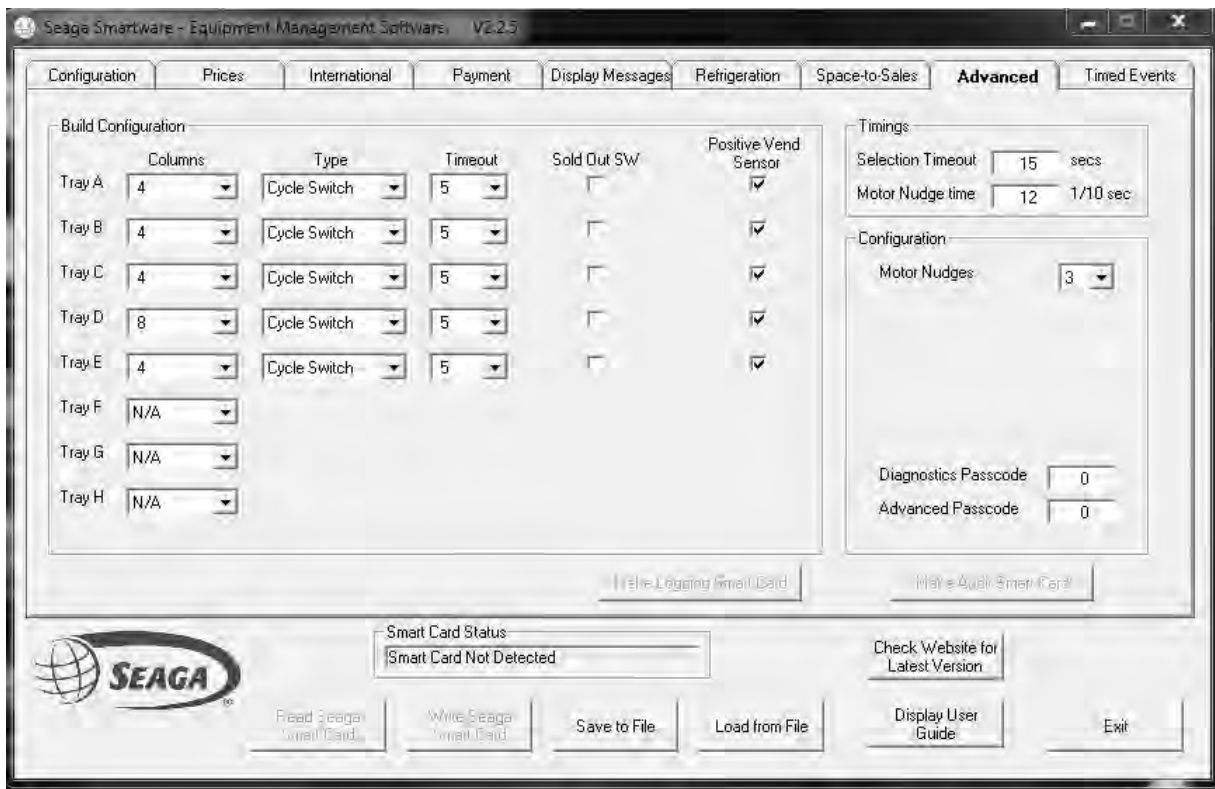 Seaga Smartware - Equipment Management Software. V2.2.5
Configuration Prices International Payment Display Messages Refrigeration Space-to-Sales Advanced Timed Events
Build Configuration
Columns Type Timeout Sold Out SW Positive Vend
Sensor
Tray A 4 Cycle Switch 5
Tray B 4 Cycle Switch 5
Tray C 4 Cycle Switch 5
Tray D 8 Cycle Switch 5
Tray E 4 Cycle Switch 5
Tray F N/A
Tray G N/A
Tray H N/A
Timings
Selection Timeout 15 secs
Motor Nudge time 12 1/10 sec
Configuration
Motor Nudges 3
Diagnostics Passcode 0
Advanced Passcode 0
Make Logging Smart Card Make Audit Smart Card
SEAGA
Smart Card Status
Smart Card Not Detected
Check Website for
Latest Version
Read Seaga
Smart Card
Write Seaga
Smart Card
Save to File
Load from File
Display User
Guide
Exit